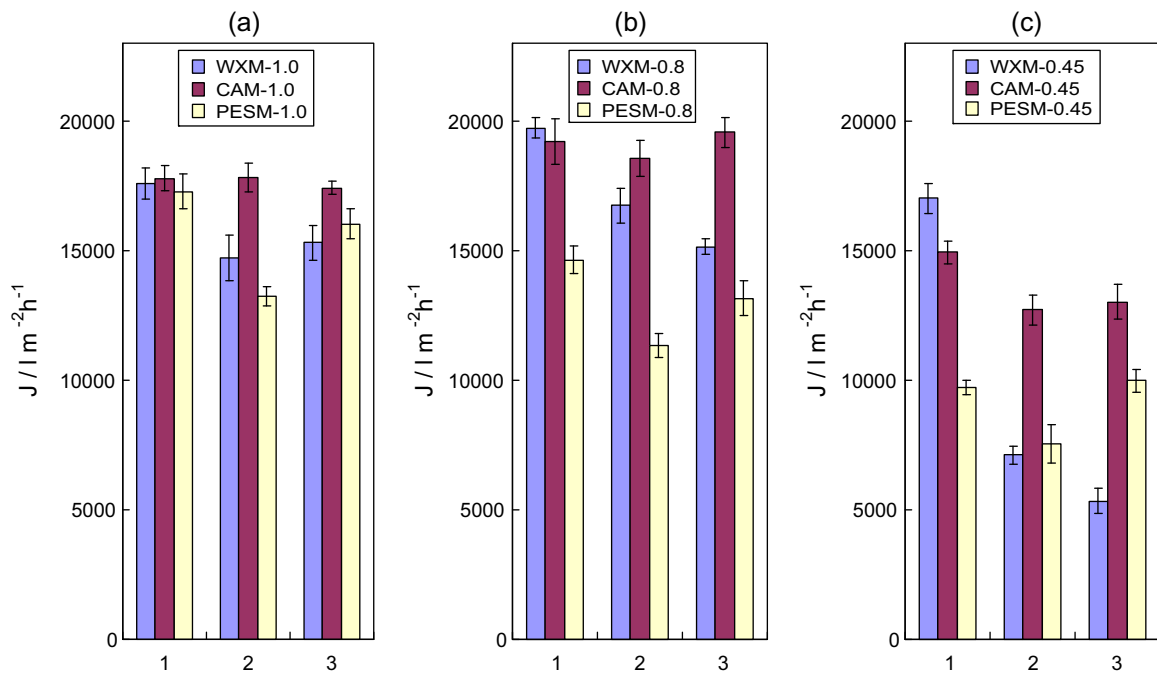 (a)
WXM-1.0
CAM-1.0
PESM-1.0
J / l m -2h-1
20000
15000
10000
5000
0
1 2 3
(b)
WXM-0.8
CAM-0.8
PESM-0.8
J / l m -2h-1
20000
15000
10000
5000
0
1 2 3
(c)
WXM-0.45
CAM-0.45
PESM-0.45
J / l m -2h-1
20000
15000
10000
5000
0
1 2 3